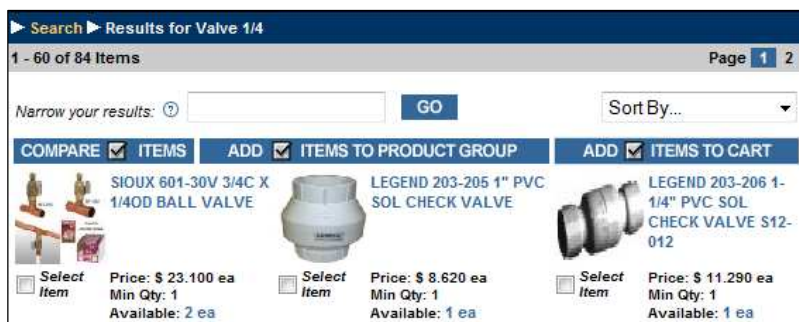 Search Results for Valve 1/4
1 - 60 of 84 Items Page 1 2
Narrow your results: ? GO Sort By...
COMPARE ITEMS ADD ITEMS TO PRODUCT GROUP ADD ITEMS TO CART
SIOUX 601-30V 3/4C X
1/4OD BALL VALVE
Select
Item
Price: $ 23.100 ea
Min Qty: 1
Available: 2 ea
LEGEND 203-205 1" PVC
SOL CHECK VALVE
Select
Item
Price: $ 8.620 ea
Min Qty: 1
Available: 1 ea
LEGEND 203-206 1-
1/4" PVC SOL
CHECK VALVE S12-
012
Select
Item
Price: $ 11.290 ea
Min Qty: 1
Available: 1 ea